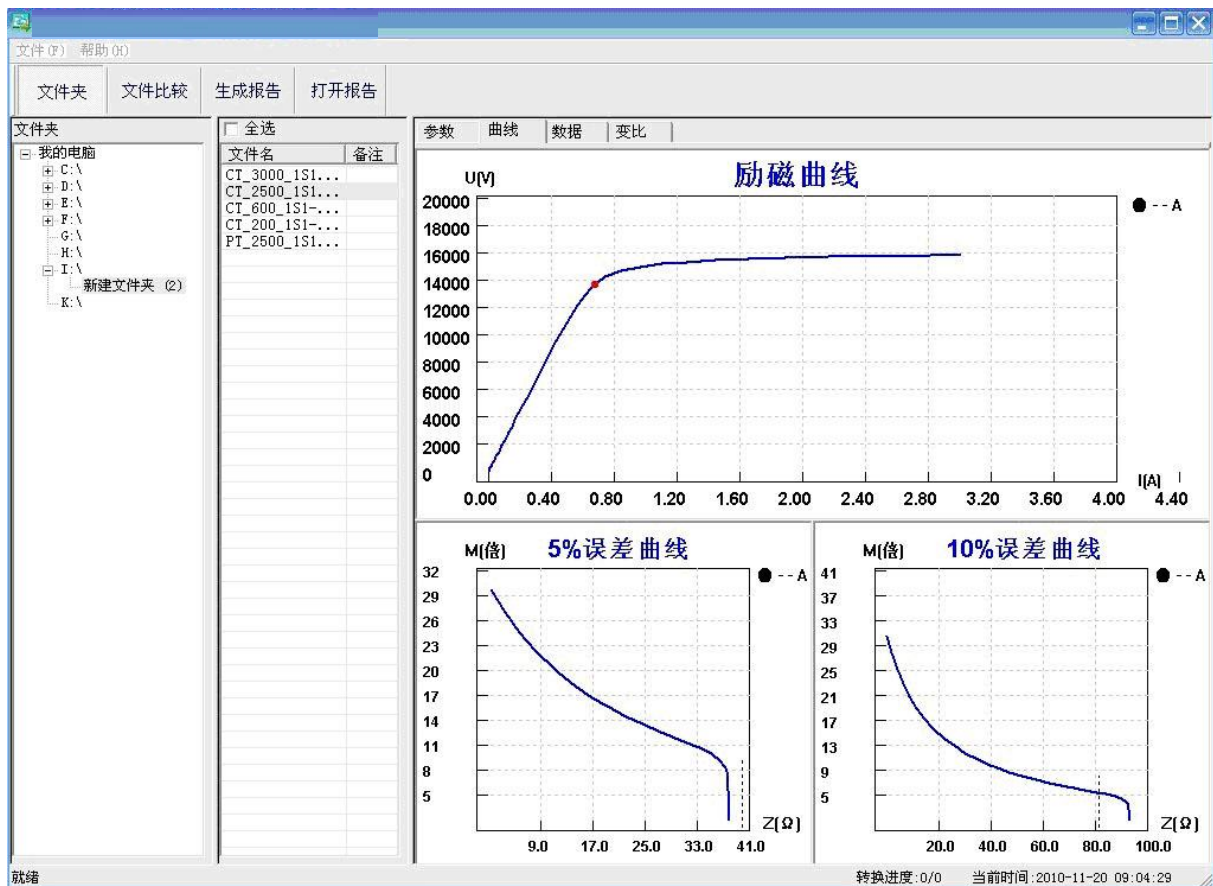 文件(F) 帮助(H)
文件夹 文件比较 生成报告 打开报告
文件夹
我的电脑
C:\
D:\
E:\
F:\
G:\
H:\
I:\
新建文件夹 (2)
K:\
全选
文件名 备注
CT_3000_1S1...
CT_2500_1S1...
CT_600_1S1-...
CT_200_1S1-...
PT_2500_1S1...
参数 曲线 数据 变比
励磁曲线
U(V)
20000
18000
16000
14000
12000
10000
8000
6000
4000
2000
0
0.00 0.40 0.80 1.20 1.60 2.00 2.40 2.80 3.20 3.60 4.00 4.40
I(A)
--A
5%误差曲线
M(倍)
32
29
26
23
20
17
14
11
8
5
9.0 17.0 25.0 33.0 41.0
Z(Ω)
--A
10%误差曲线
M(倍)
41
37
33
29
25
21
17
13
9
5
20.0 40.0 60.0 80.0 100.0
Z(Ω)
--A
就绪 转换进度:0/0 当前时间:2010-11-20 09:04:29